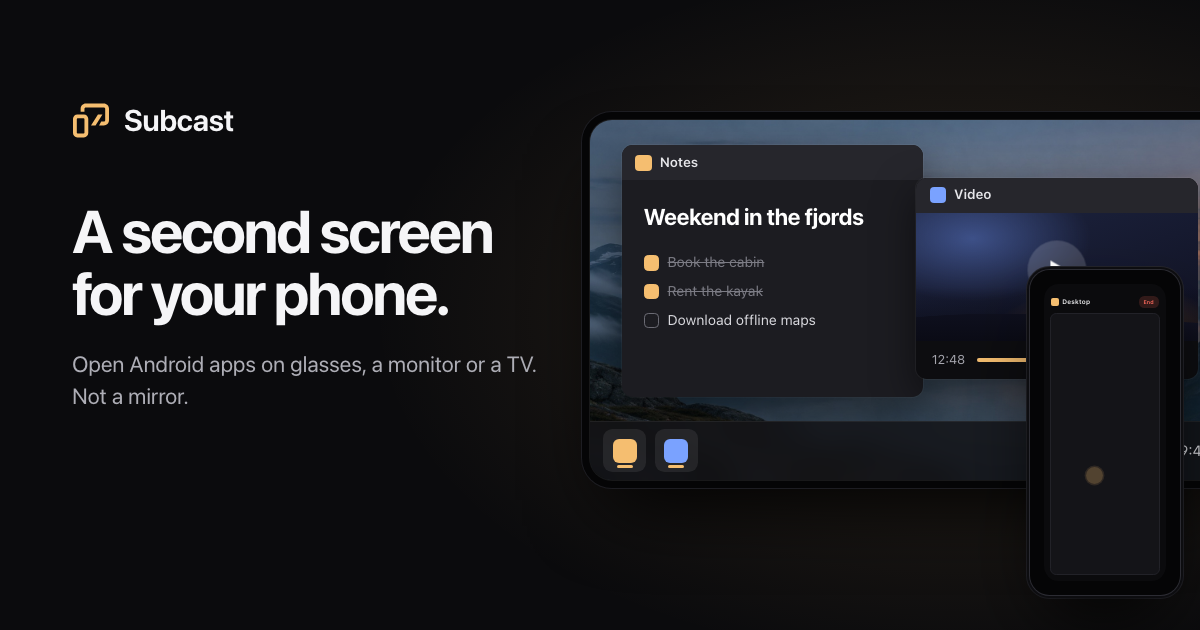 Subcast
A second screen
for your phone.
Open Android apps on glasses, a monitor or a TV.
Not a mirror.
Notes
Weekend in the fjords
Book the cabin
Rent the kayak
Download offline maps
Video
12:48
Desktop
End